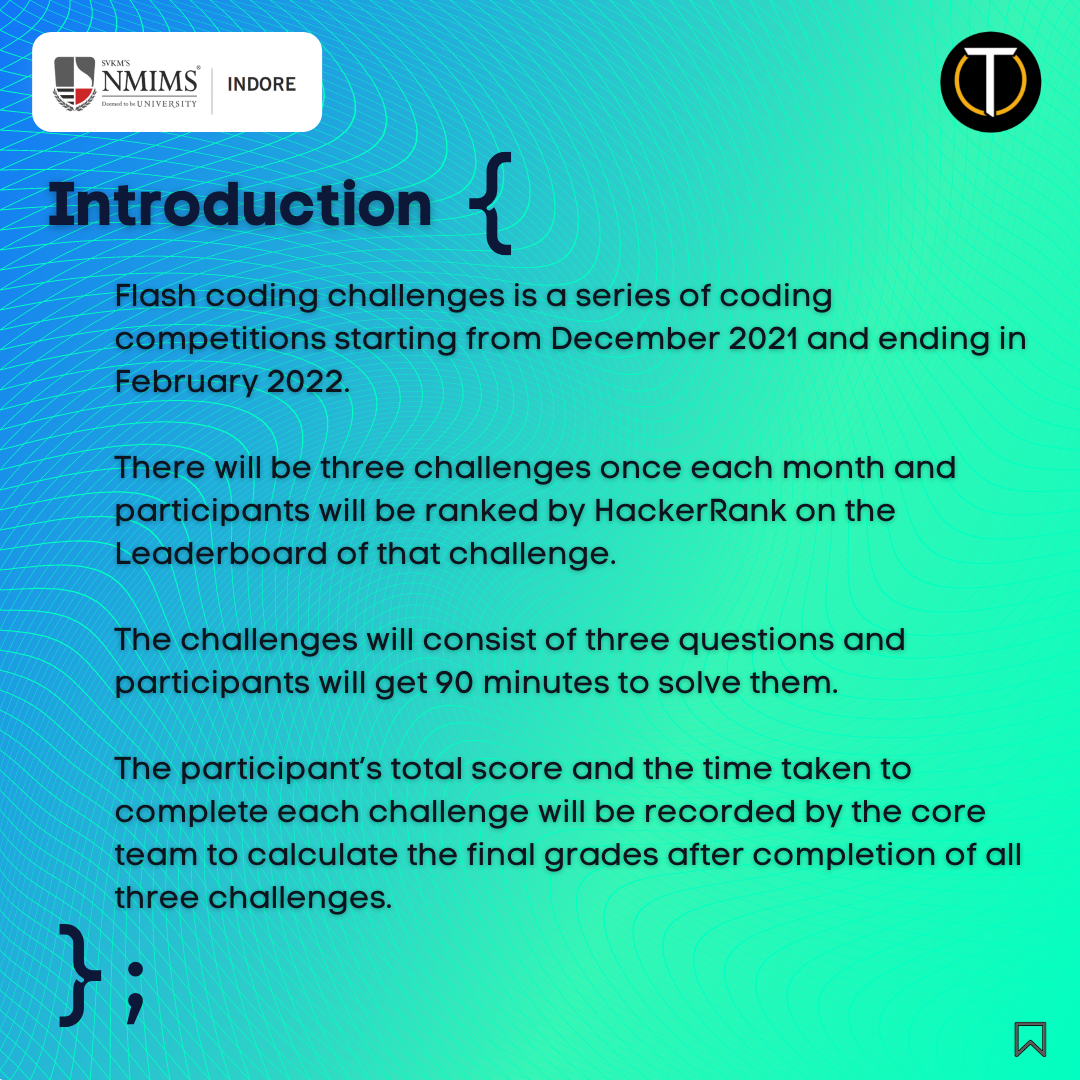 SVKM'S
NMIMS®
Deemed to be UNIVERSITY
INDORE
T
Introduction {
Flash coding challenges is a series of coding
competitions starting from December 2021 and ending in
February 2022.
There will be three challenges once each month and
participants will be ranked by HackerRank on the
Leaderboard of that challenge.
The challenges will consist of three questions and
participants will get 90 minutes to solve them.
The participant's total score and the time taken to
complete each challenge will be recorded by the core
team to calculate the final grades after completion of all
three challenges.
};